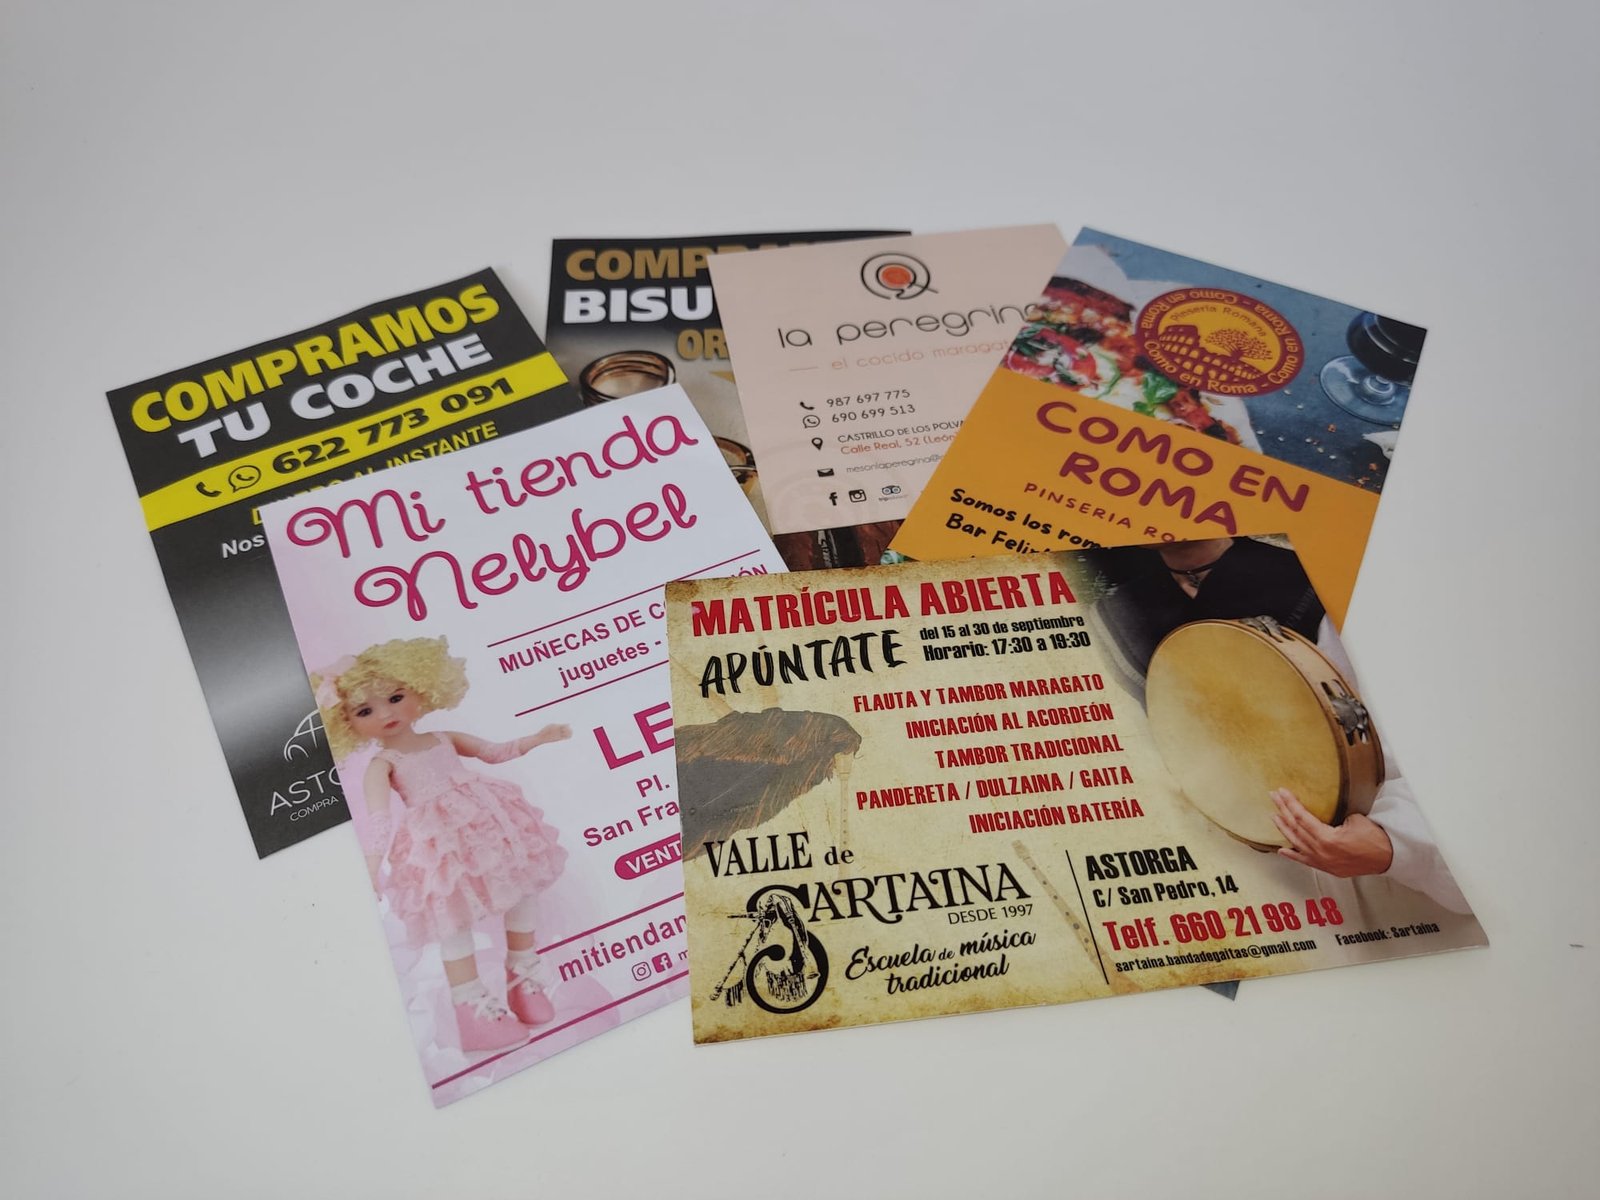 COMPRAMOS
TU COCHE
622 773 091
AL INSTANTE
Nos
COMPRA
BISU
OR
la peregrina
el cocido maragat
987 697 775
690 699 513
CASTRILLO DE LOS POLVA
Calle Real, 52 (León
mesonlaperegrina@
Pinseria Romana
Como en Roma - Como en Roma - Como en Roma
COMO EN
ROMA
PINSERIA RO
Somos los rom
Bar Feli
Mi tienda
Nelybel
MUÑECAS DE CO IÓN
juguetes -
LE
Pl.
San Fra
VENT
mitiendan
MATRÍCULA ABIERTA
APÚNTATE
del 15 al 30 de septiembre
Horario: 17:30 a 19:30
FLAUTA Y TAMBOR MARAGATO
INICIACIÓN AL ACORDEÓN
TAMBOR TRADICIONAL
PANDERETA / DULZAINA / GAITA
INICIACIÓN BATERÍA
VALLE de
SARTAINA
DESDE 1997
Escuela de música
tradicional
ASTORGA
C/ San Pedro, 14
Telf. 660 21 98 48
sartaina.bandadegaitas@gmail.com Facebook: Sartaina
ASTO
COMPRA